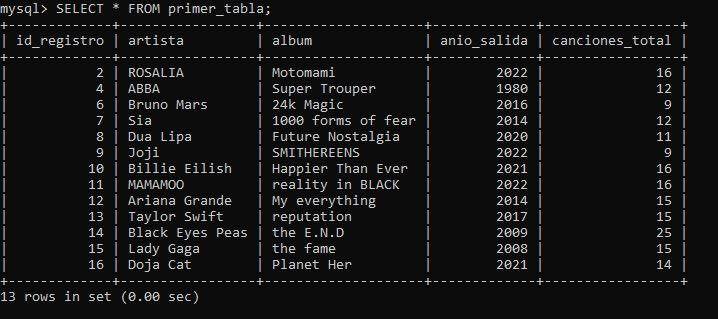 mysql> SELECT * FROM primer_tabla;
+-------------+-----------------+--------------------+-------------+-----------------+
| id_registro | artista         | album              | anio_salida | canciones_total |
+-------------+-----------------+--------------------+-------------+-----------------+
|           2 | ROSALIA         | Motomami           |        2022 |              16 |
|           4 | ABBA            | Super Trouper      |        1980 |              12 |
|           6 | Bruno Mars      | 24k Magic          |        2016 |               9 |
|           7 | Sia             | 1000 forms of fear |        2014 |              12 |
|           8 | Dua Lipa        | Future Nostalgia   |        2020 |              11 |
|           9 | Joji            | SMITHEREENS        |        2022 |               9 |
|          10 | Billie Eilish   | Happier Than Ever  |        2021 |              16 |
|          11 | MAMAMOO         | reality in BLACK   |        2022 |              16 |
|          12 | Ariana Grande   | My everything      |        2014 |              15 |
|          13 | Taylor Swift    | reputation         |        2017 |              15 |
|          14 | Black Eyes Peas | the E.N.D          |        2009 |              25 |
|          15 | Lady Gaga       | the fame           |        2008 |              15 |
|          16 | Doja Cat        | Planet Her         |        2021 |              14 |
+-------------+-----------------+--------------------+-------------+-----------------+
13 rows in set (0.00 sec)